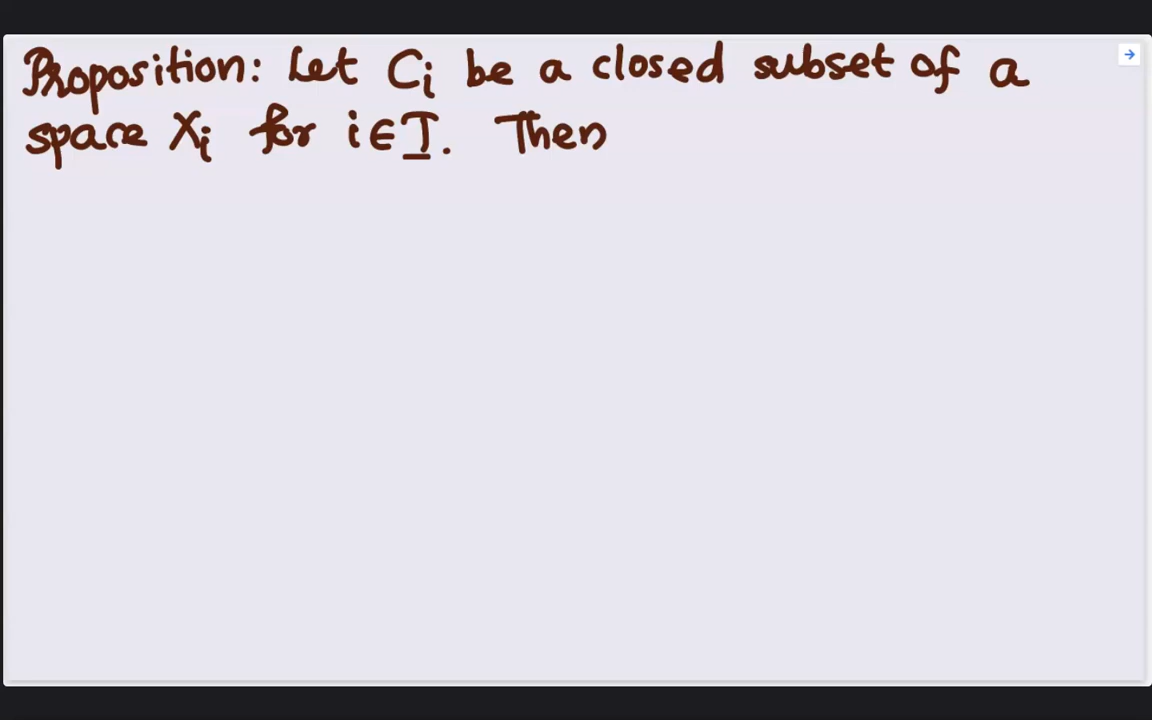 Proposition: Let Ci be a closed subset of a
space Xi for i ∈ I. Then